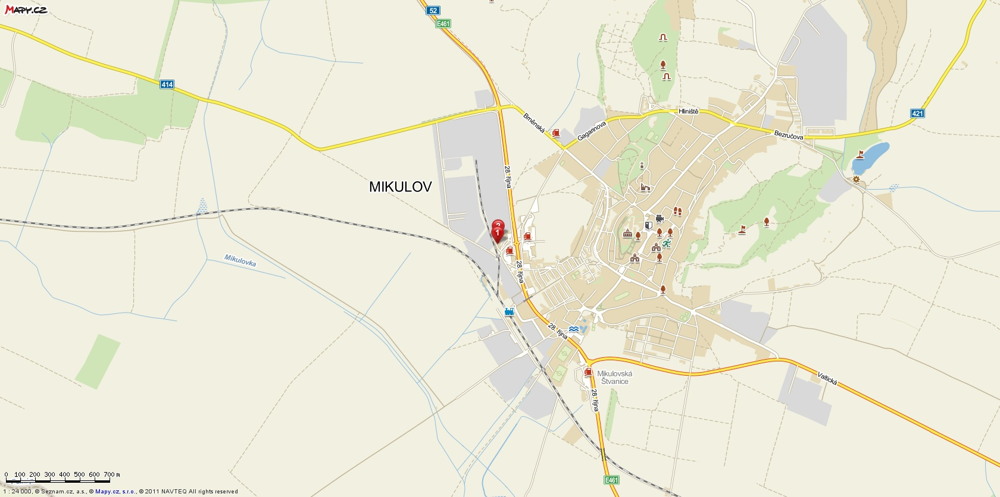 Mapy.cz
52
E461
414
421
Hliniště
Brněnská
Gagarinova
Bezručova
28. října
MIKULOV
2
1
28. října
Mikulovka
28. října
Mikulovská
Štvanice
Valtická
28. října
E461
0 100 200 300 400 500 600 700 m
1 : 24 000, © Seznam.cz, a.s., © Mapy.cz, s.r.o., © 2011 NAVTEQ All rights reserved